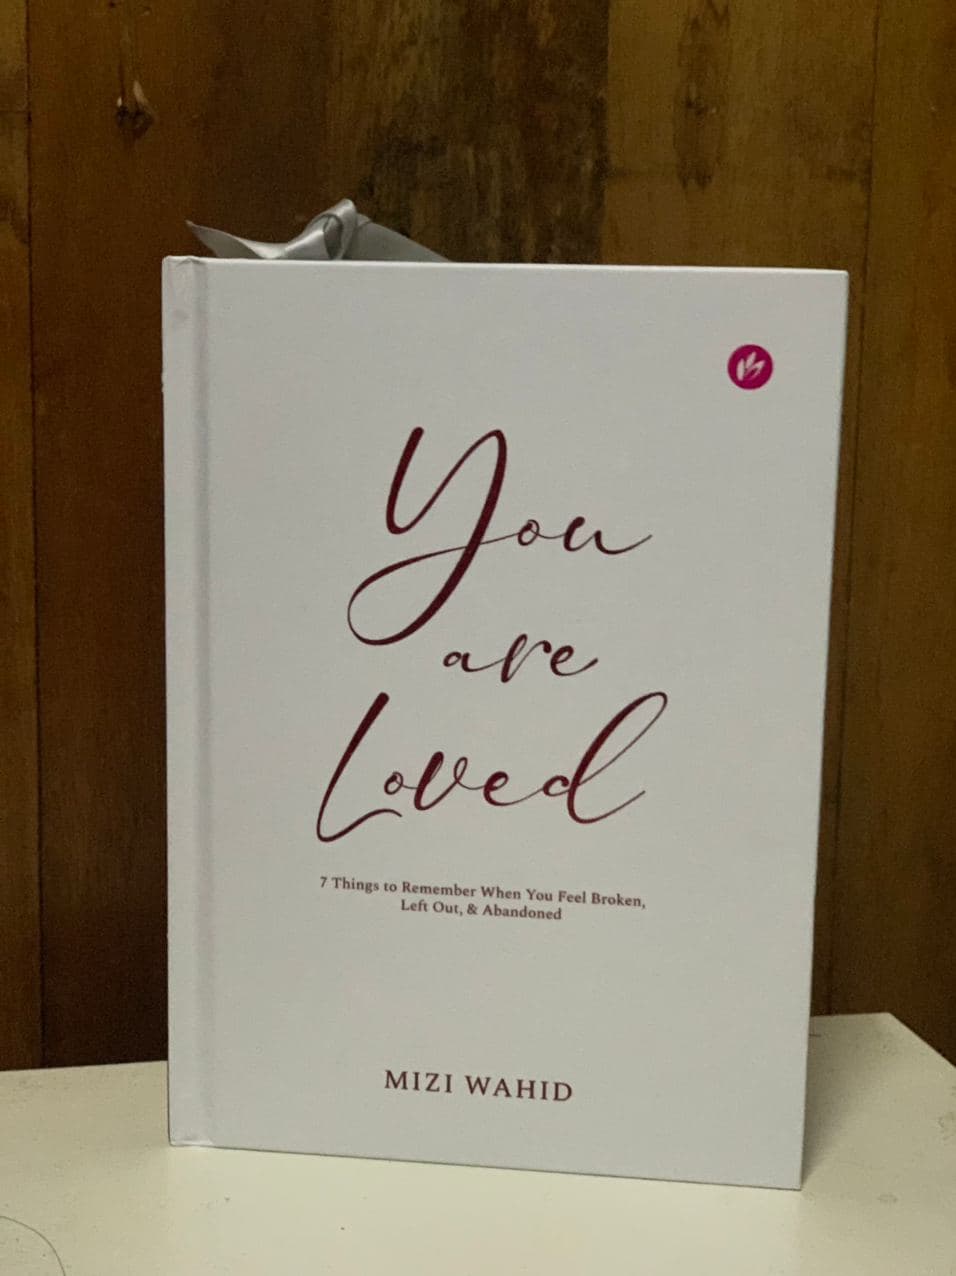 You
are
Loved
7 Things to Remember When You Feel Broken,
Left Out, & Abandoned
MIZI WAHID